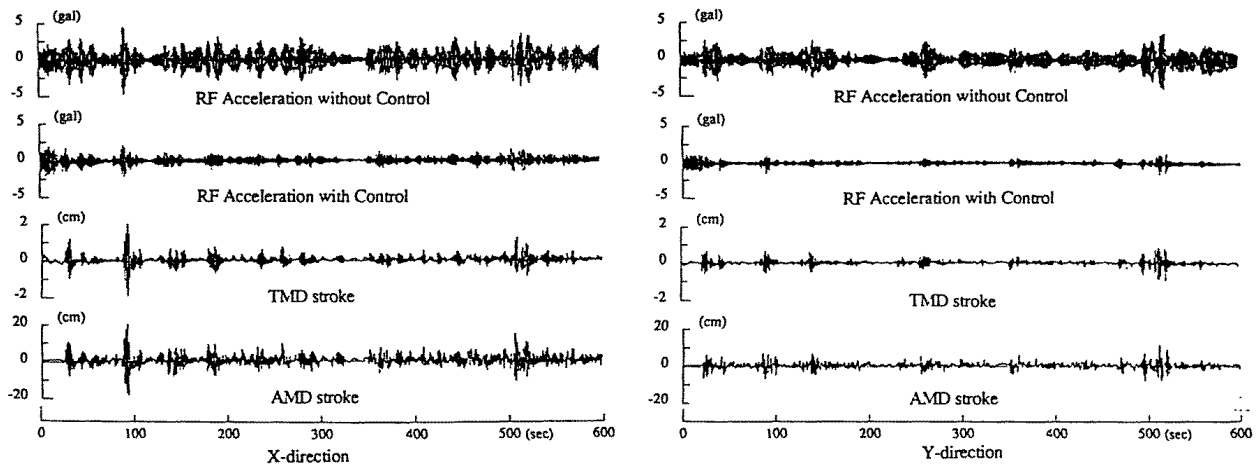 5 (gal)
0
-5
RF Acceleration without Control
(gal)
5
0
-5
RF Acceleration with Control
2 (cm)
0
-2
TMD stroke
20 (cm)
0
-20
AMD stroke
0 100 200 300 400 500 (sec) 600
X-direction
5 (gal)
0
-5
RF Acceleration without Control
5 (gal)
0
-5
RF Acceleration with Control
2 (cm)
0
-2
TMD stroke
20 (cm)
0
-20
AMD stroke
0 100 200 300 400 500 (sec) 600
Y-direction